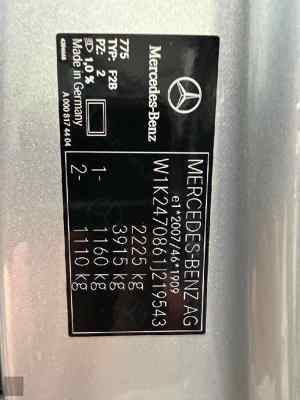 MERCEDES-BENZ AG
e1*2007/46*1909
W1K2470861J219543
2225 kg
3915 kg
1- 1160 kg
2- 1110 kg
Mercedes-Benz
775
TYP: F2B
PZ: 2
1,0 %
Made in Germany
A 000 817 44 04